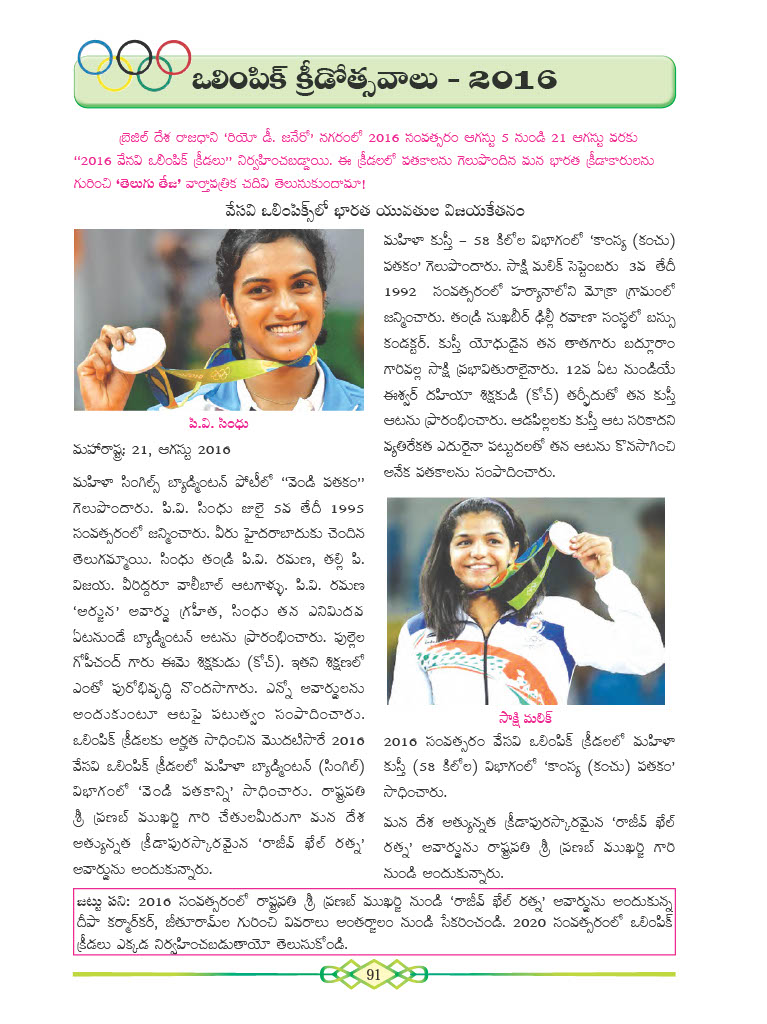 ఒలింపిక్ క్రీడోత్సవాలు - 2016
బ్రెజిల్ దేశ రాజధాని ‘రియో డీ. జనేరో’ నగరంలో 2016 సంవత్సరం ఆగస్టు 5 నుండి 21 ఆగస్టు వరకు
“2016 వేసవి ఒలింపిక్ క్రీడలు” నిర్వహించబడ్డాయి. ఈ క్రీడలలో పతకాలను గెలుపొందిన మన భారత క్రీడాకారులను
గురించి ‘తెలుగు తేజ’ వార్తాపత్రిక చదివి తెలుసుకుందామా!
వేసవి ఒలింపిక్స్‌లో భారత యువతుల విజయకేతనం
పి.వి. సింధు
మహారాష్ట్ర: 21, ఆగస్టు 2016
మహిళా సింగిల్స్ బ్యాడ్మింటన్ పోటీలో “వెండి పతకం”
గెలుపొందారు. పి.వి. సింధు జులై 5వ తేదీ 1995
సంవత్సరంలో జన్మించారు. వీరు హైదరాబాదుకు చెందిన
తెలుగమ్మాయి. సింధు తండ్రి పి.వి. రమణ, తల్లి పి.
విజయ. వీరిద్దరూ వాలీబాల్ ఆటగాళ్ళు. పి.వి. రమణ
‘అర్జున’ అవార్డు గ్రహీత, సింధు తన ఎనిమిదవ
ఏటనుండే బ్యాడ్మింటన్ అటను ప్రారంభించారు. పుల్లెల
గోపీచంద్ గారు ఈమె శిక్షకుడు (కోచ్). ఇతని శిక్షణలో
ఎంతో పురోభివృద్ధి నొందసాగారు. ఎన్నో అవార్డులను
అందుకుంటూ ఆటపై పటుత్వం సంపాదించారు.
ఒలింపిక్ క్రీడలకు అర్హత సాధించిన మొదటిసారే 2016
వేసవి ఒలింపిక్ క్రీడలలో మహిళా బ్యాడ్మింటన్ (సింగిల్)
విభాగంలో ‘వెండి పతకాన్ని’ సాధించారు. రాష్ట్రపతి
శ్రీ ప్రణబ్ ముఖర్జి గారి చేతులమీదుగా మన దేశ
అత్యున్నత క్రీడాపురస్కారమైన ‘రాజీవ్ ఖేల్ రత్న’
అవార్డును అందుకున్నారు.
మహిళా కుస్తీ – 58 కిలోల విభాగంలో ‘కాంస్య (కంచు)
పతకం’ గెలుపొందారు. సాక్షి మలిక్ సెప్టెంబరు 3వ తేదీ
1992 సంవత్సరంలో హర్యానాలోని మోక్రా గ్రామంలో
జన్మించారు. తండ్రి సుఖబీర్ ఢిల్లీ రవాణా సంస్థలో బస్సు
కండక్టర్. కుస్తీ యోధుడైన తన తాతగారు బద్లూరాం
గారివల్ల సాక్షి ప్రభావితురాలైనారు. 12వ ఏట నుండియే
ఈశ్వర్ దహియా శిక్షకుడి (కోచ్) తర్ఫీదుతో తన కుస్తీ
ఆటను ప్రారంభించారు. ఆడపిల్లలకు కుస్తీ ఆట సరికాదని
వ్యతిరేకత ఎదురైనా పట్టుదలతో తన ఆటను కొనసాగించి
అనేక పతకాలను సంపాదించారు.
సాక్షి మలిక్
2016 సంవత్సరం వేసవి ఒలింపిక్ క్రీడలలో మహిళా
కుస్తీ (58 కిలోల) విభాగంలో ‘కాంస్య (కంచు) పతకం’
సాధించారు.
మన దేశ అత్యున్నత క్రీడాపురస్కారమైన ‘రాజీవ్ ఖేల్
రత్న’ అవార్డును రాష్ట్రపతి శ్రీ ప్రణబ్ ముఖర్జి గారి
నుండి అందుకున్నారు.
జట్టు పని: 2016 సంవత్సరంలో రాష్ట్రపతి శ్రీ ప్రణబ్ ముఖర్జి నుండి ‘రాజీవ్ ఖేల్ రత్న’ అవార్డును అందుకున్న
దీపా కర్మార్‌కర్, జీతూరామ్‌ల గురించి వివరాలు అంతర్జాలం నుండి సేకరించండి. 2020 సంవత్సరంలో ఒలింపిక్
క్రీడలు ఎక్కడ నిర్వహించబడుతాయో తెలుసుకోండి.
91